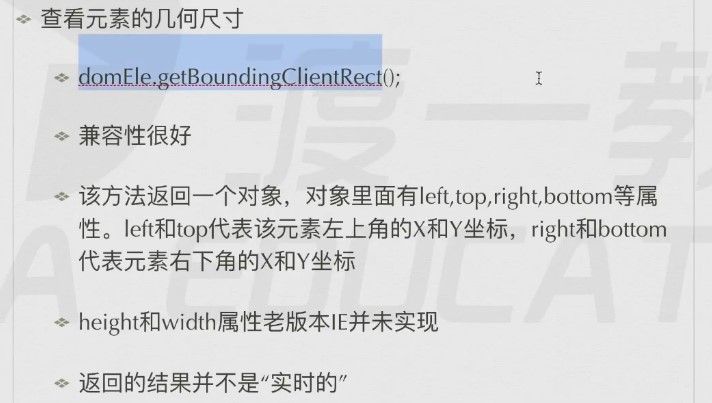 查看元素的几何尺寸
domEle.getBoundingClientRect();
兼容性很好
该方法返回一个对象，对象里面有left,top,right,bottom等属
性。left和top代表该元素左上角的X和Y坐标，right和bottom
代表元素右下角的X和Y坐标
height和width属性老版本IE并未实现
返回的结果并不是“实时的”
渡一教
A EDUCAT